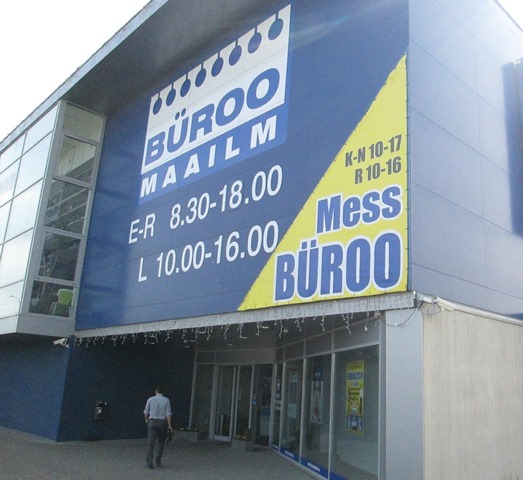 BÜROO
MAAILM
E-R 8.30-18.00
L 10.00-16.00
K-N 10-17
R 10-16
Mess
BÜROO